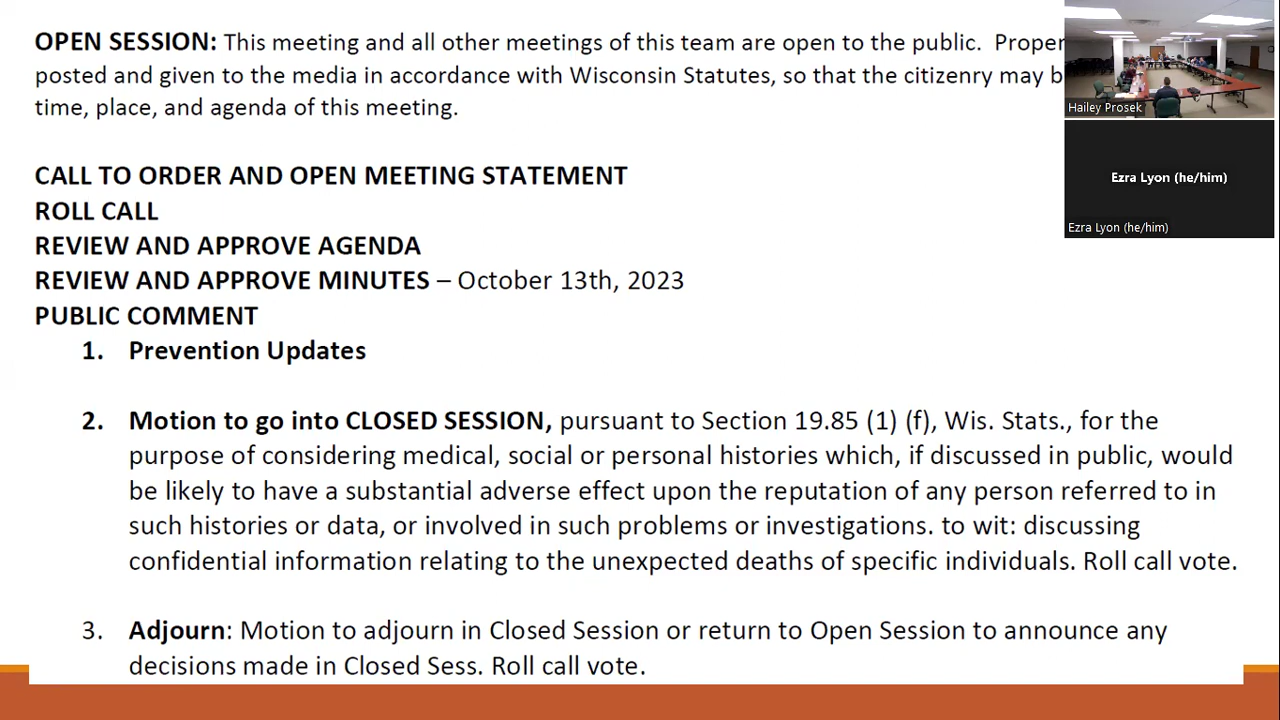 OPEN SESSION: This meeting and all other meetings of this team are open to the public. Proper
posted and given to the media in accordance with Wisconsin Statutes, so that the citizenry may b
time, place, and agenda of this meeting.
CALL TO ORDER AND OPEN MEETING STATEMENT
ROLL CALL
REVIEW AND APPROVE AGENDA
REVIEW AND APPROVE MINUTES – October 13th, 2023
PUBLIC COMMENT
1. Prevention Updates
2. Motion to go into CLOSED SESSION, pursuant to Section 19.85 (1) (f), Wis. Stats., for the
purpose of considering medical, social or personal histories which, if discussed in public, would
be likely to have a substantial adverse effect upon the reputation of any person referred to in
such histories or data, or involved in such problems or investigations. to wit: discussing
confidential information relating to the unexpected deaths of specific individuals. Roll call vote.
3. Adjourn: Motion to adjourn in Closed Session or return to Open Session to announce any
decisions made in Closed Sess. Roll call vote.
Hailey Prosek
Ezra Lyon (he/him)
Ezra Lyon (he/him)